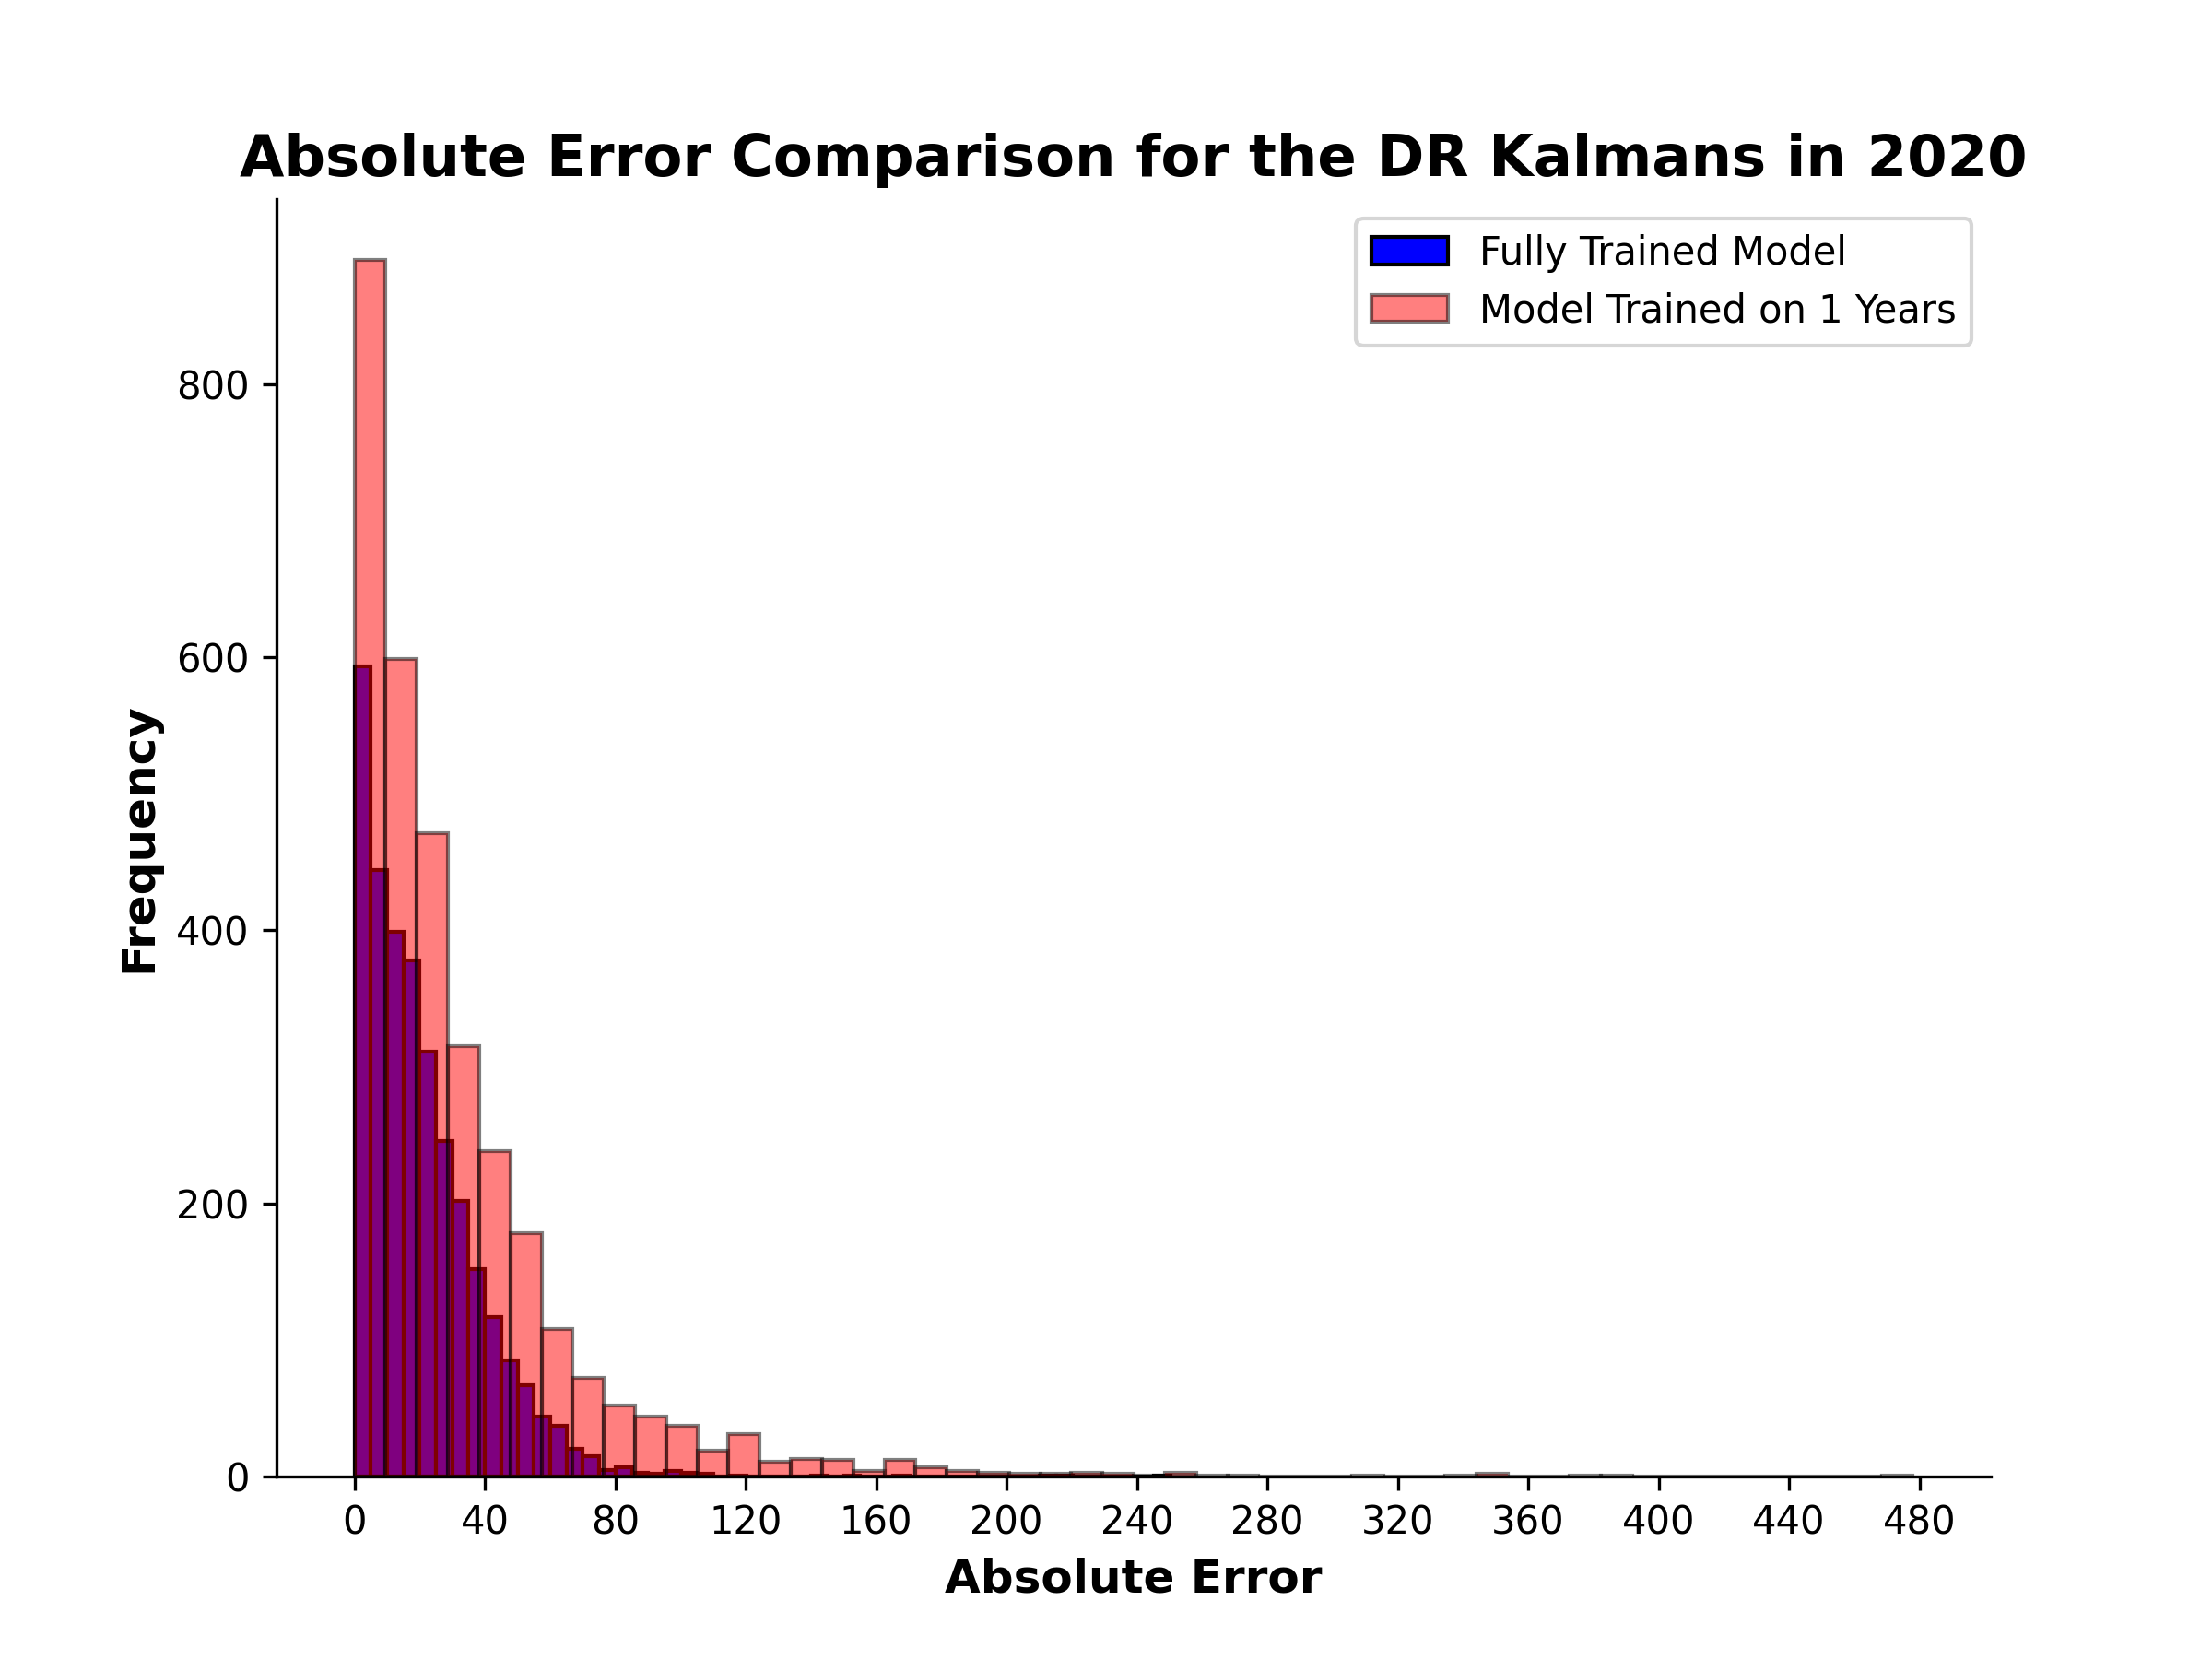 Absolute Error Comparison for the DR Kalmans in 2020
Fully Trained Model
Model Trained on 1 Years
800
600
400
200
0
Frequency
0 40 80 120 160 200 240 280 320 360 400 440 480
Absolute Error